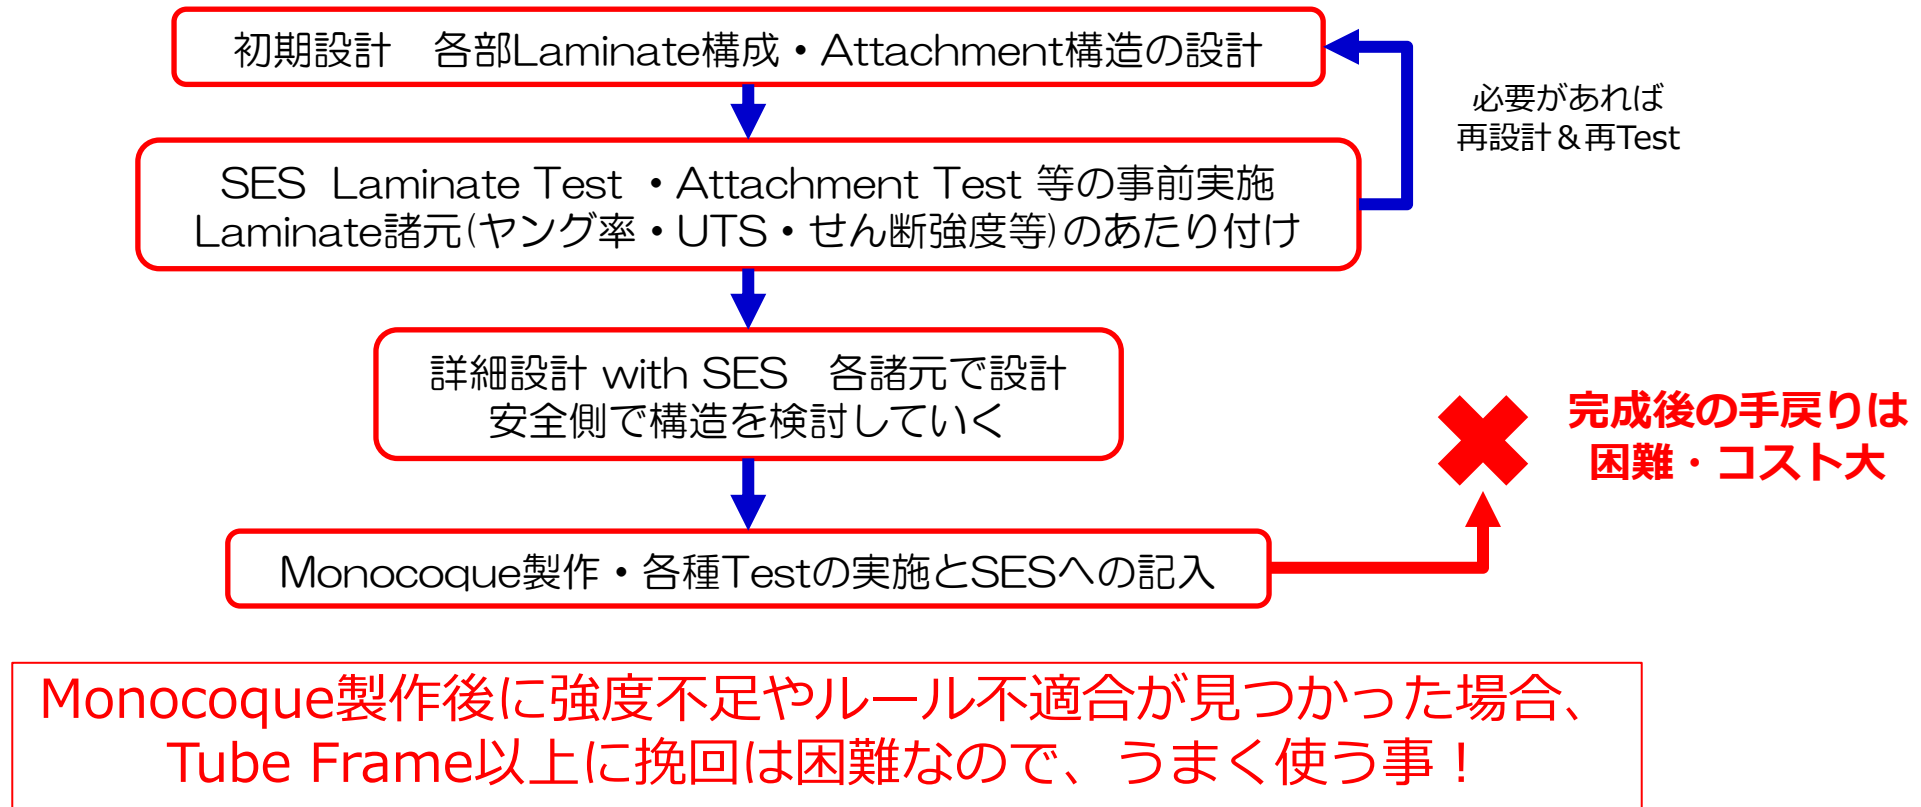 初期設計　各部Laminate構成・Attachment構造の設計
必要があれば
再設計＆再Test
SES Laminate Test ・Attachment Test 等の事前実施
Laminate諸元(ヤング率・UTS・せん断強度等)のあたり付け
詳細設計 with SES　各諸元で設計
安全側で構造を検討していく
完成後の手戻りは
困難・コスト大
Monocoque製作・各種Testの実施とSESへの記入
Monocoque製作後に強度不足やルール不適合が見つかった場合、
Tube Frame以上に挽回は困難なので、うまく使う事！